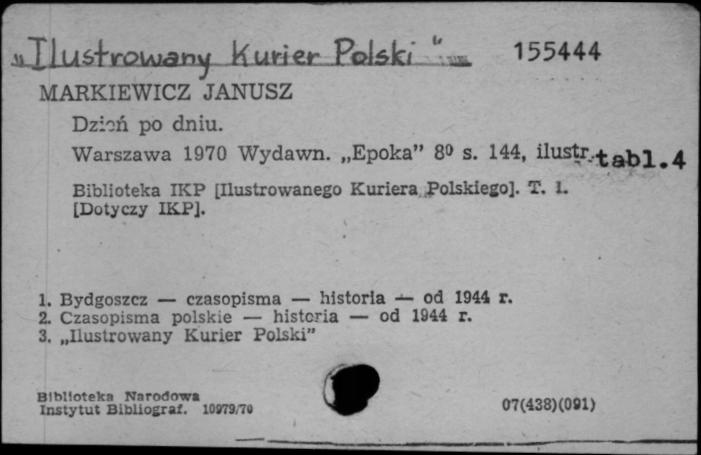 „Ilustrowany Kurier Polski" 155444
MARKIEWICZ JANUSZ
Dzień po dniu.
Warszawa 1970 Wydawn. „Epoka” 8⁰ s. 144, ilustr. tabl.4
Biblioteka IKP [Ilustrowanego Kuriera Polskiego]. T. 1.
[Dotyczy IKP].
1. Bydgoszcz — czasopisma — historia — od 1944 r.
2. Czasopisma polskie — historia — od 1944 r.
3. „Ilustrowany Kurier Polski”
Biblioteka Narodowa
Instytut Bibliograf. 10979/70 07(438)(091)